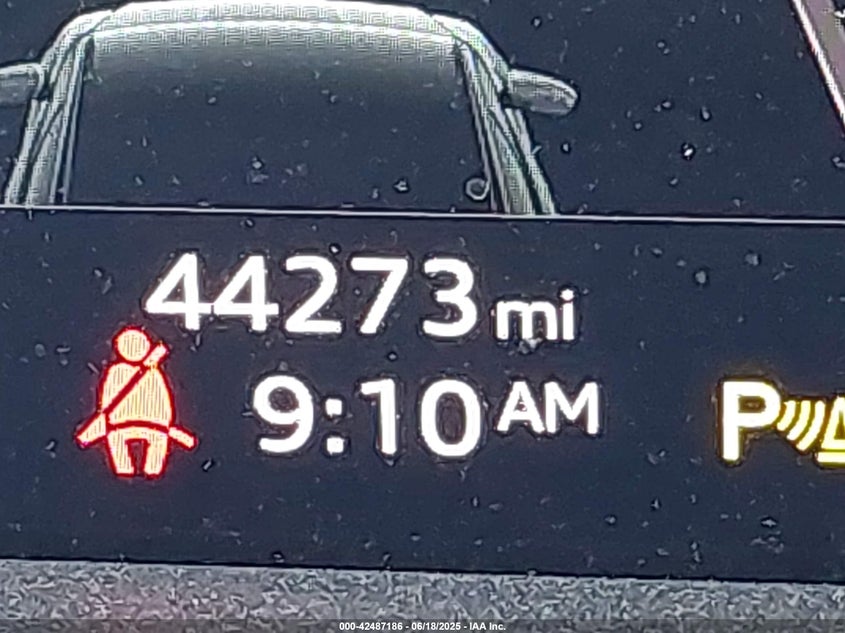 44273 mi
9:10 AM
P
000-42487186 - 06/18/2025 - IAA Inc.